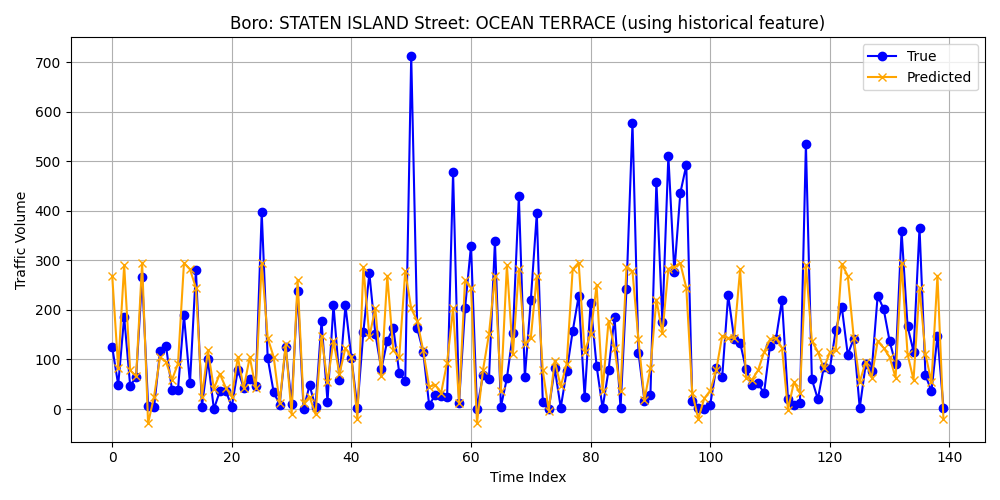 Boro: STATEN ISLAND Street: OCEAN TERRACE (using historical feature)
True
Predicted
Traffic Volume
700
600
500
400
300
200
100
0
0 20 40 60 80 100 120 140
Time Index